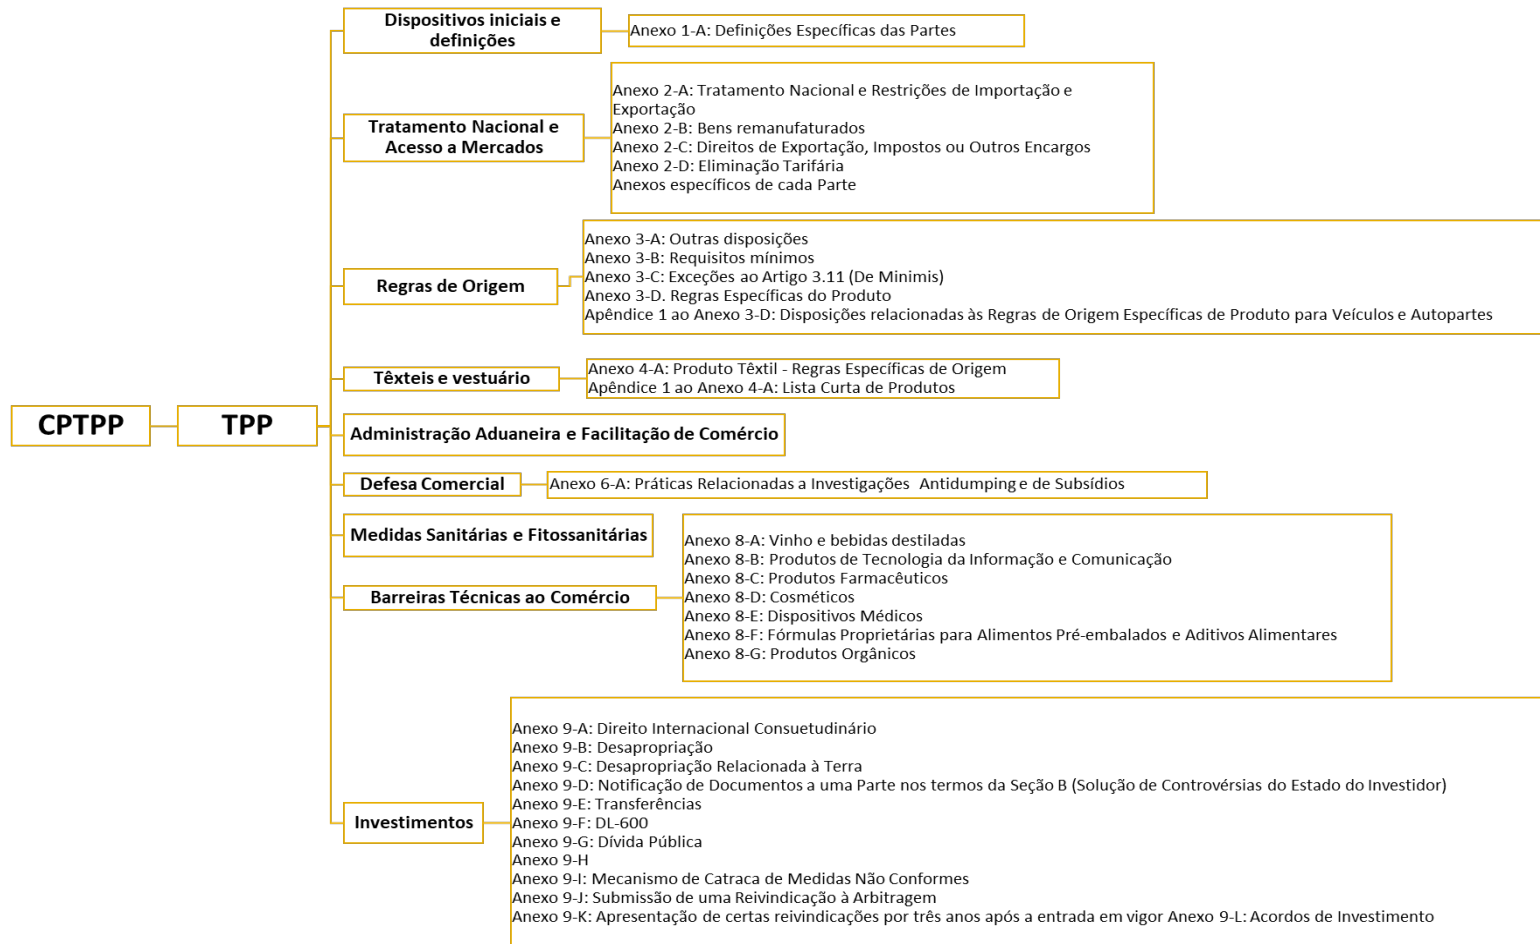 CPTPP
TPP
Dispositivos iniciais e
definições
Anexo 1-A: Definições Específicas das Partes
Tratamento Nacional e
Acesso a Mercados
Anexo 2-A: Tratamento Nacional e Restrições de Importação e
Exportação
Anexo 2-B: Bens remanufaturados
Anexo 2-C: Direitos de Exportação, Impostos ou Outros Encargos
Anexo 2-D: Eliminação Tarifária
Anexos específicos de cada Parte
Regras de Origem
Anexo 3-A: Outras disposições
Anexo 3-B: Requisitos mínimos
Anexo 3-C: Exceções ao Artigo 3.11 (De Minimis)
Anexo 3-D. Regras Específicas do Produto
Apêndice 1 ao Anexo 3-D: Disposições relacionadas às Regras de Origem Específicas de Produto para Veículos e Autopartes
Têxteis e vestuário
Anexo 4-A: Produto Têxtil - Regras Específicas de Origem
Apêndice 1 ao Anexo 4-A: Lista Curta de Produtos
Administração Aduaneira e Facilitação de Comércio
Defesa Comercial
Anexo 6-A: Práticas Relacionadas a Investigações Antidumping e de Subsídios
Medidas Sanitárias e Fitossanitárias
Barreiras Técnicas ao Comércio
Anexo 8-A: Vinho e bebidas destiladas
Anexo 8-B: Produtos de Tecnologia da Informação e Comunicação
Anexo 8-C: Produtos Farmacêuticos
Anexo 8-D: Cosméticos
Anexo 8-E: Dispositivos Médicos
Anexo 8-F: Fórmulas Proprietárias para Alimentos Pré-embalados e Aditivos Alimentares
Anexo 8-G: Produtos Orgânicos
Investimentos
Anexo 9-A: Direito Internacional Consuetudinário
Anexo 9-B: Desapropriação
Anexo 9-C: Desapropriação Relacionada à Terra
Anexo 9-D: Notificação de Documentos a uma Parte nos termos da Seção B (Solução de Controvérsias do Estado do Investidor)
Anexo 9-E: Transferências
Anexo 9-F: DL-600
Anexo 9-G: Dívida Pública
Anexo 9-H
Anexo 9-I: Mecanismo de Catraca de Medidas Não Conformes
Anexo 9-J: Submissão de uma Reivindicação à Arbitragem
Anexo 9-K: Apresentação de certas reivindicações por três anos após a entrada em vigor Anexo 9-L: Acordos de Investimento